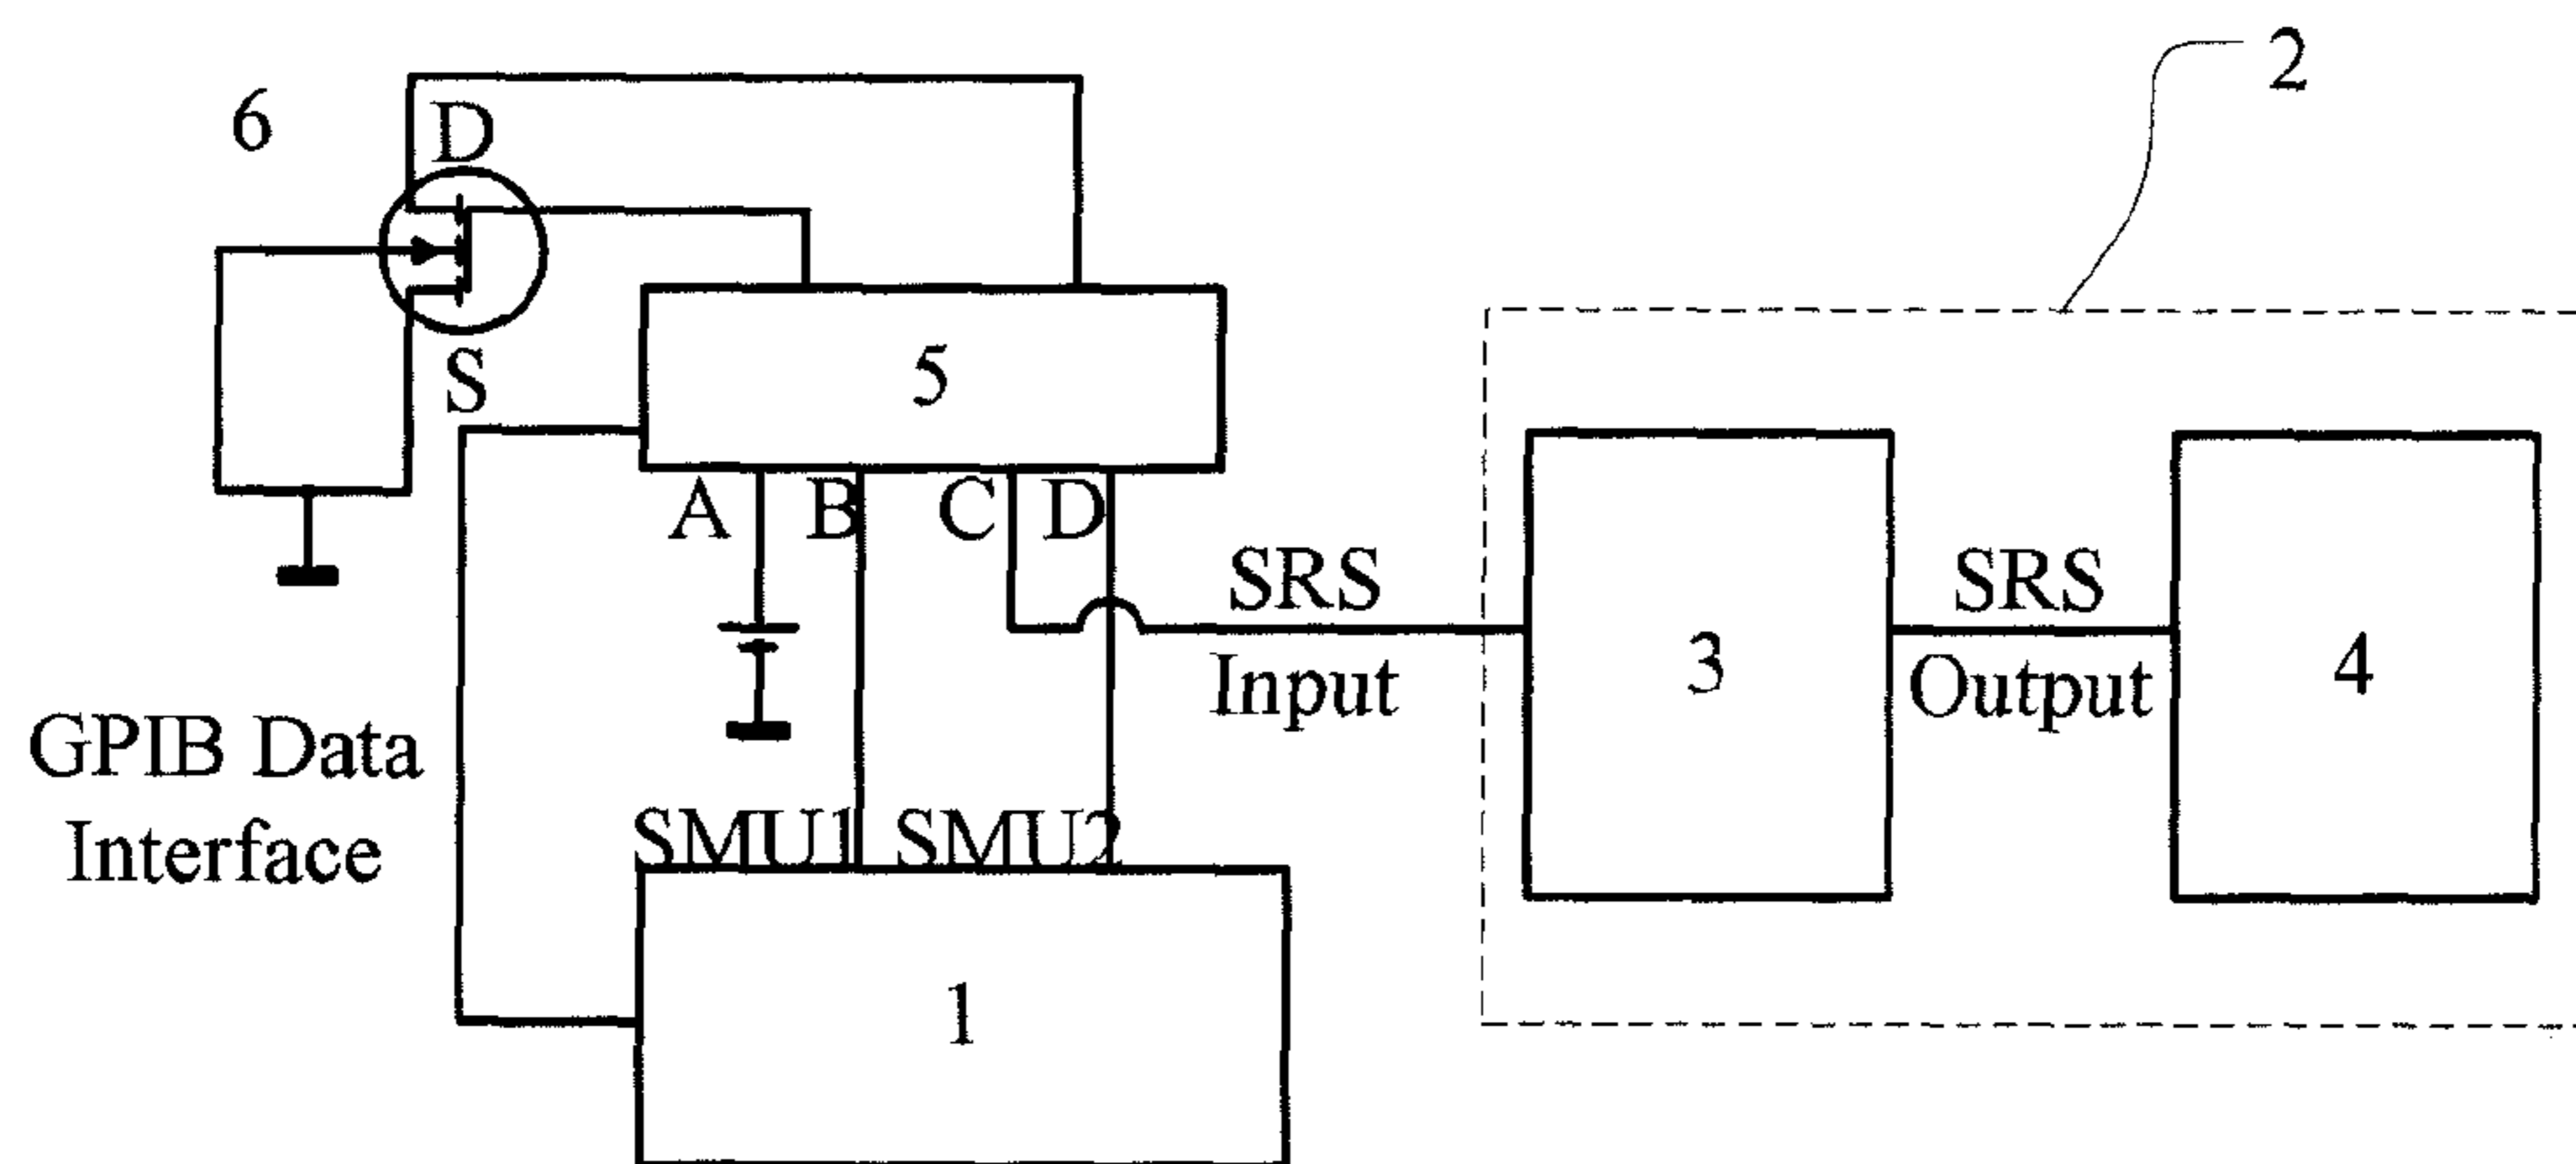 2
6
D
S
5
A B C D
SRS
Input
SRS
Output
3
4
GPIB Data
Interface
SMU1 SMU2
1